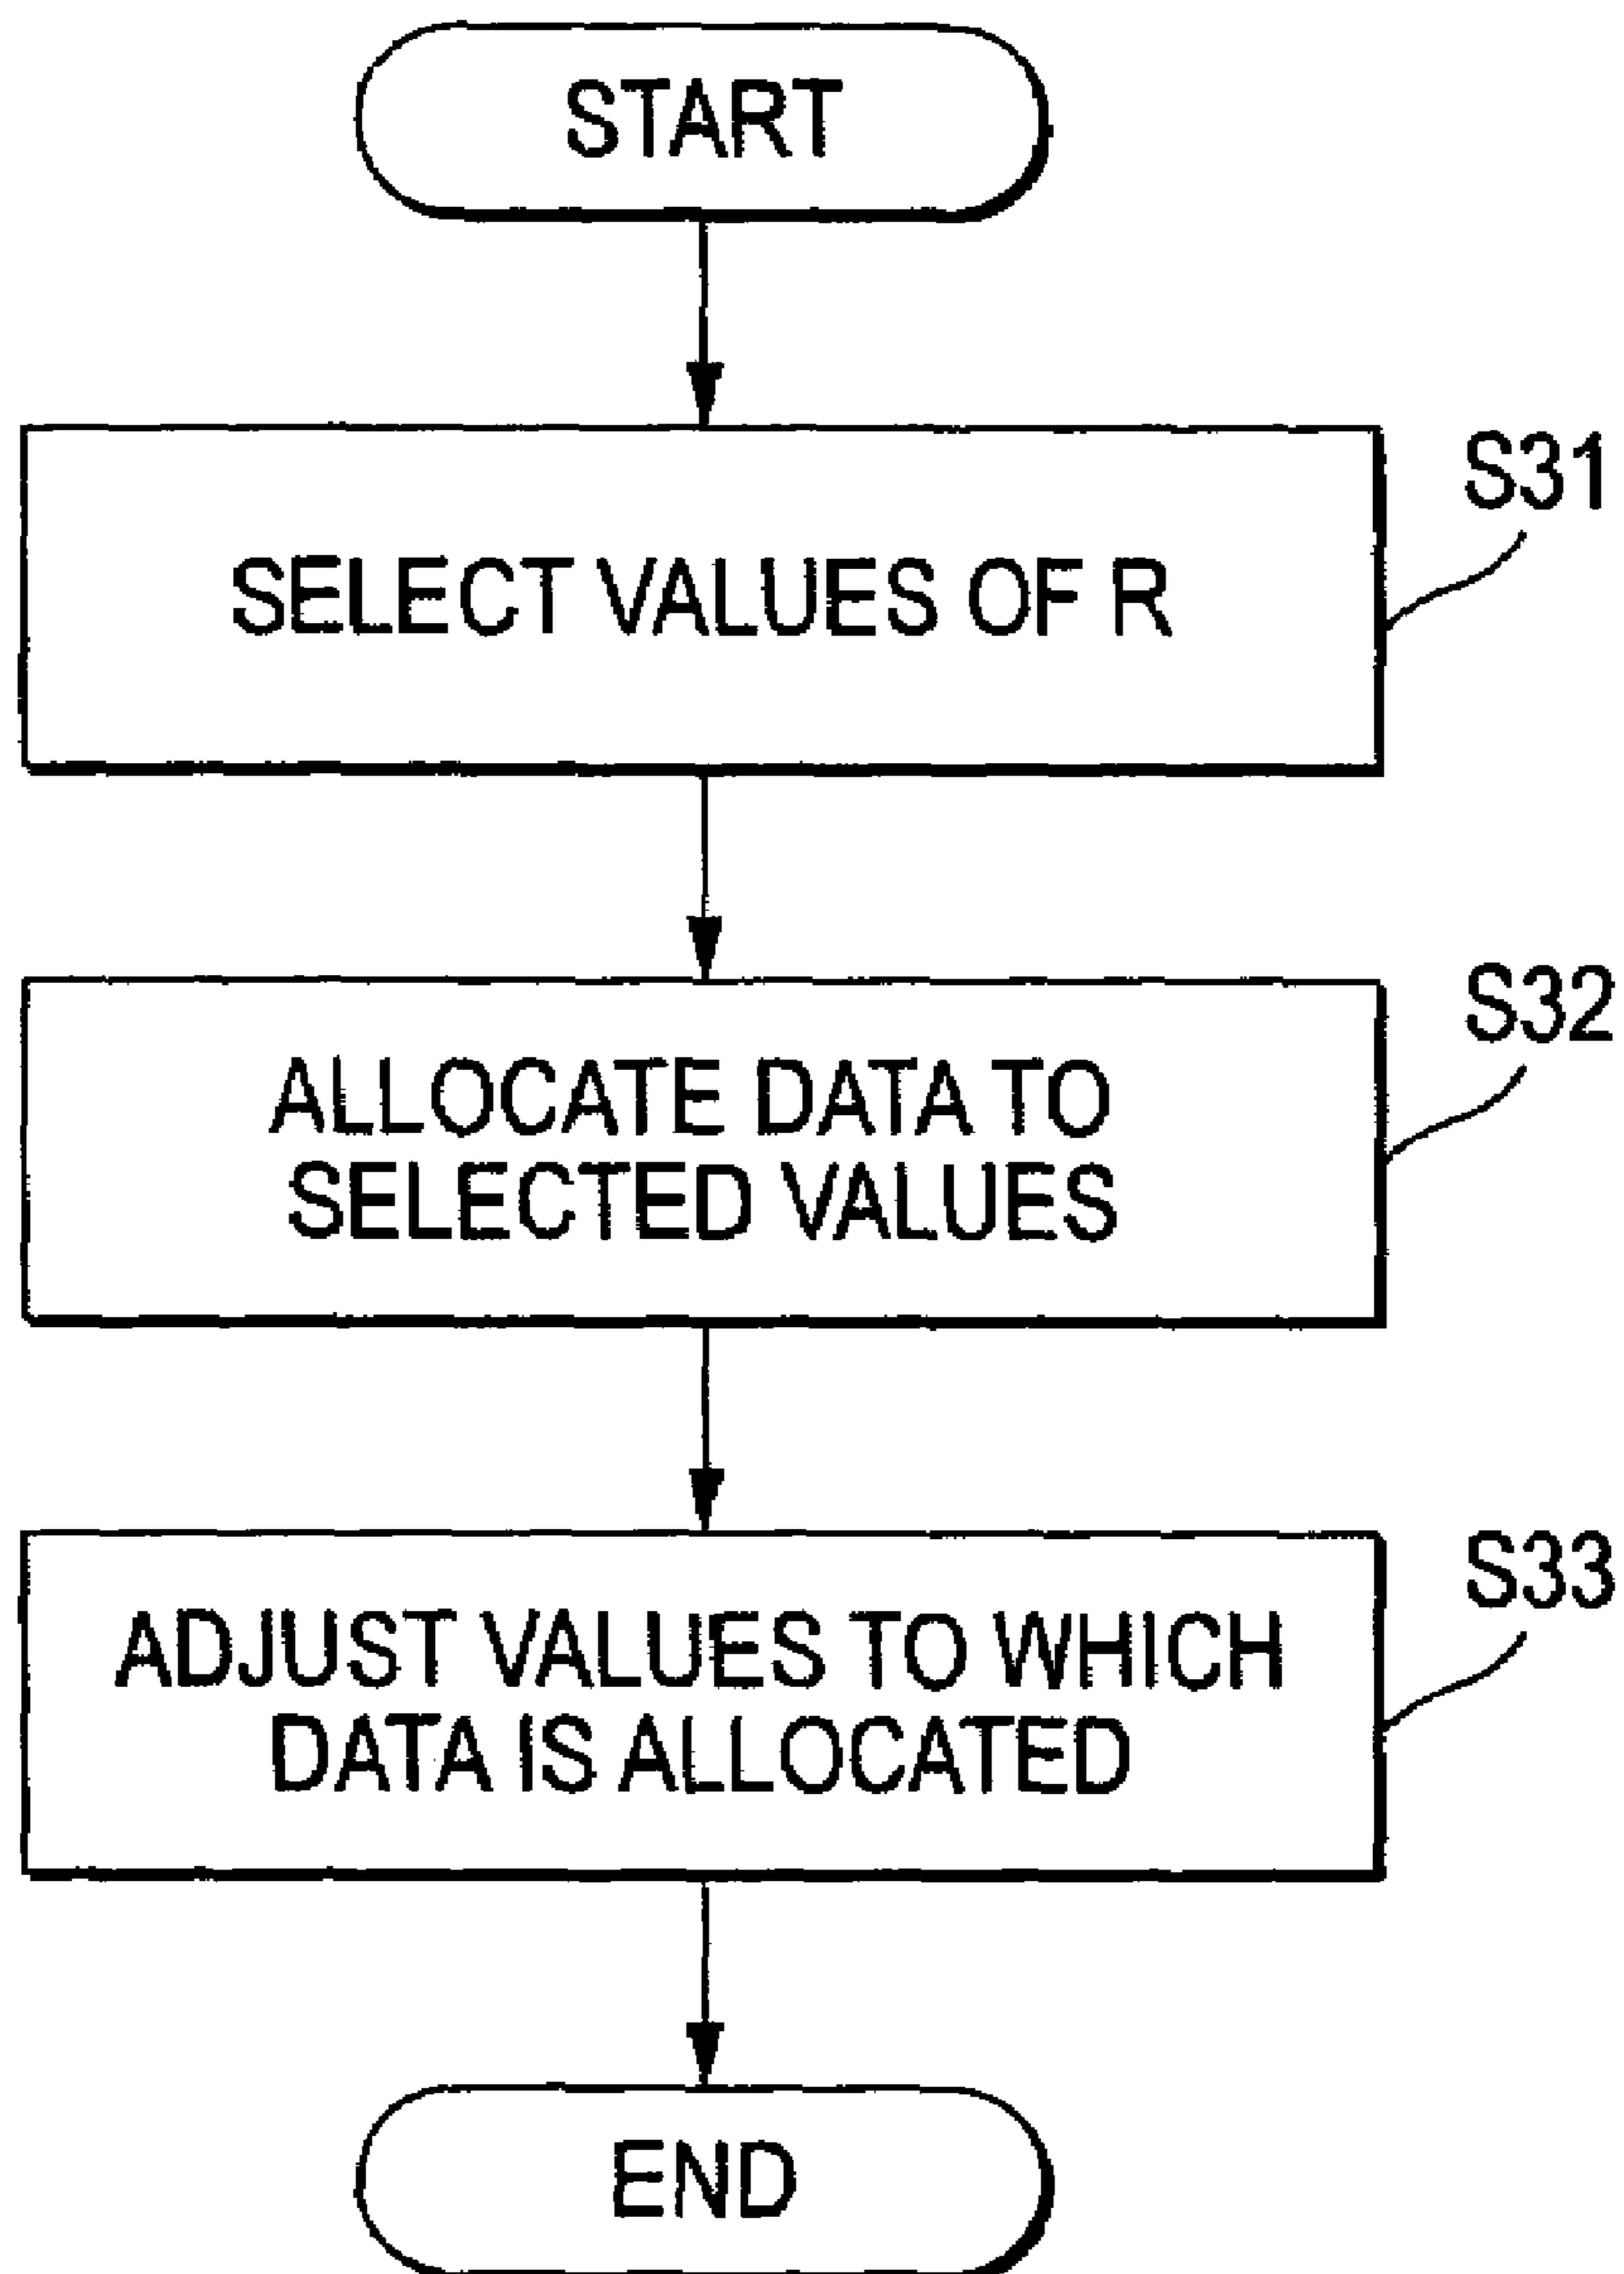 START
S31
SELECT VALUES OF R
S32
ALLOCATE DATA TO
SELECTED VALUES
S33
ADJUST VALUES TO WHICH
DATA IS ALLOCATED
END